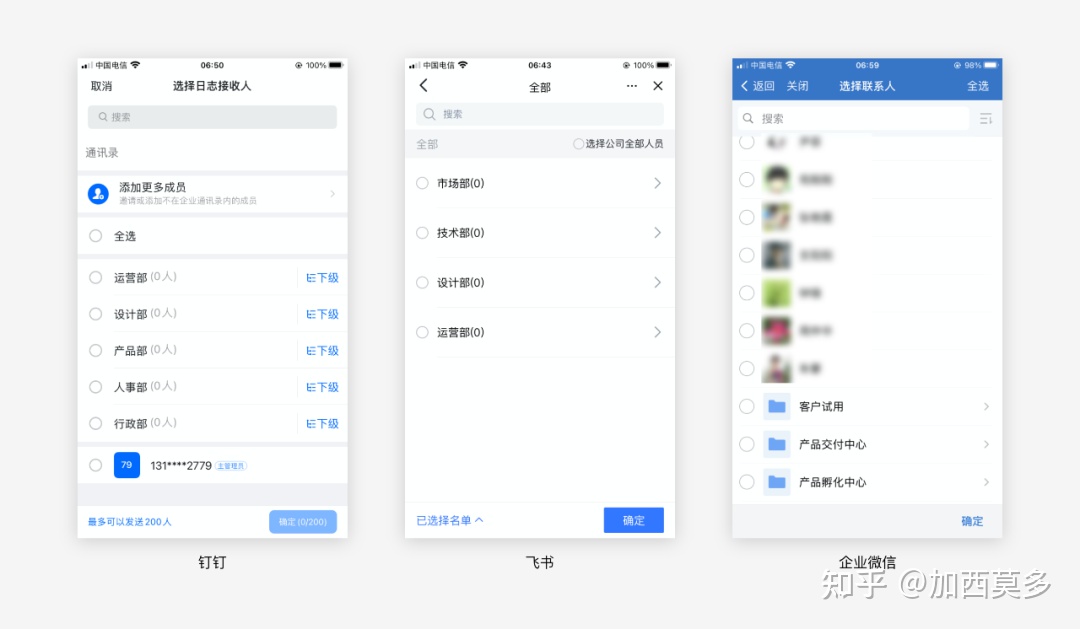 中国电信 06:50 100%
取消 选择日志接收人
搜索
通讯录
添加更多成员
邀请或添加不在企业通讯录内的成员
全选
运营部(0人) 下级
设计部(0人) 下级
产品部(0人) 下级
人事部(0人) 下级
行政部(0人) 下级
79 131****2779 主管理员
最多可以发送200人 确定(0/200)
钉钉
中国电信 06:43 100%
全部
搜索
全部 选择公司全部人员
市场部(0)
技术部(0)
设计部(0)
运营部(0)
已选择名单 确定
飞书
中国电信 06:59 98%
返回 关闭 选择联系人 全选
搜索
客户试用
产品交付中心
产品孵化中心
确定
企业微信
知乎 @加西莫多